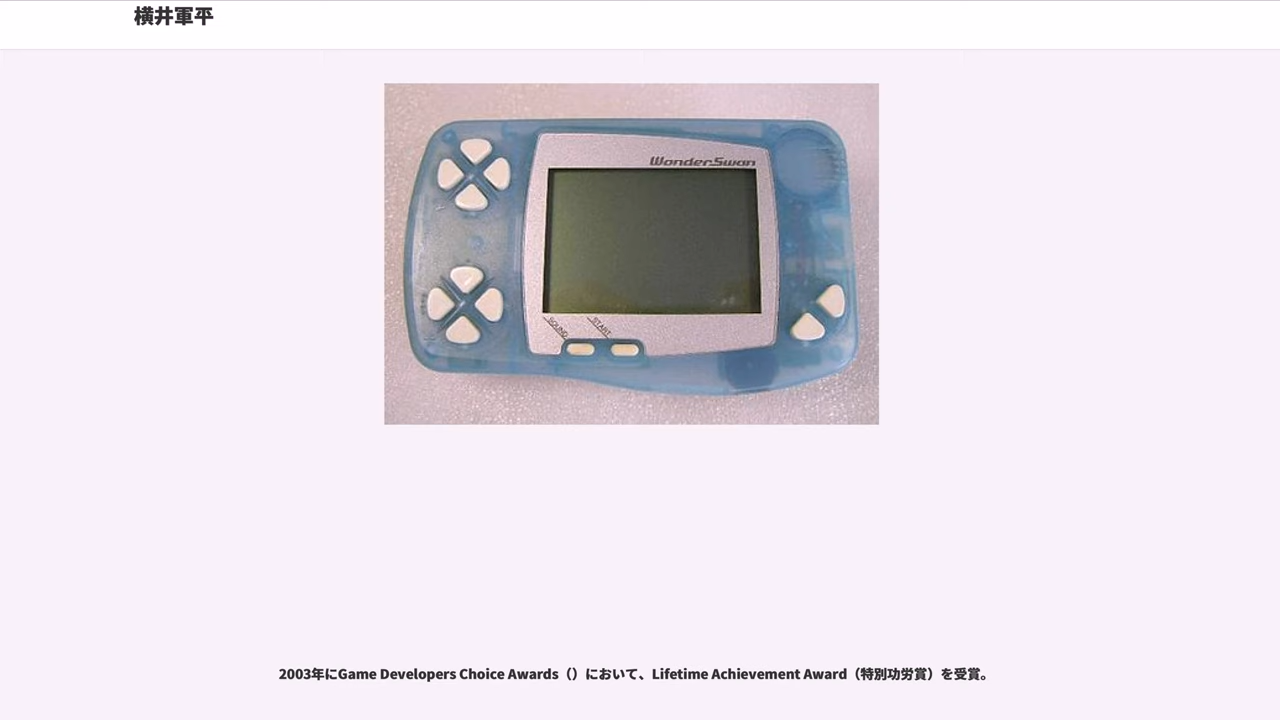 横井軍平
WonderSwan
SOUND
START
2003年にGame Developers Choice Awards（）において、Lifetime Achievement Award（特別功労賞）を受賞。